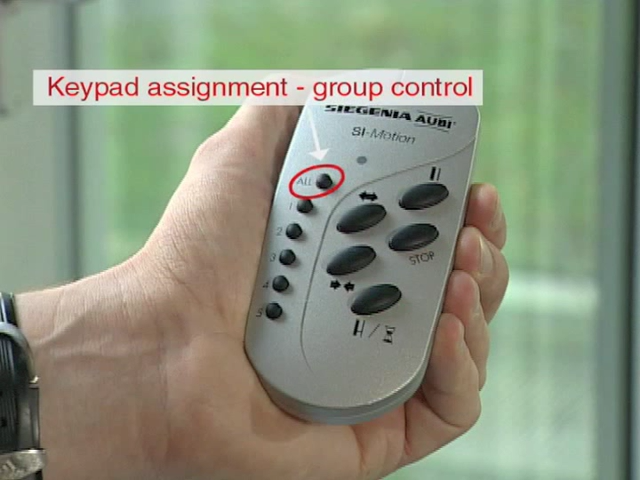 Keypad assignment - group control
SIEGENIA AUBI
SI-Motion
ALL
1
2
3
4
5
STOP